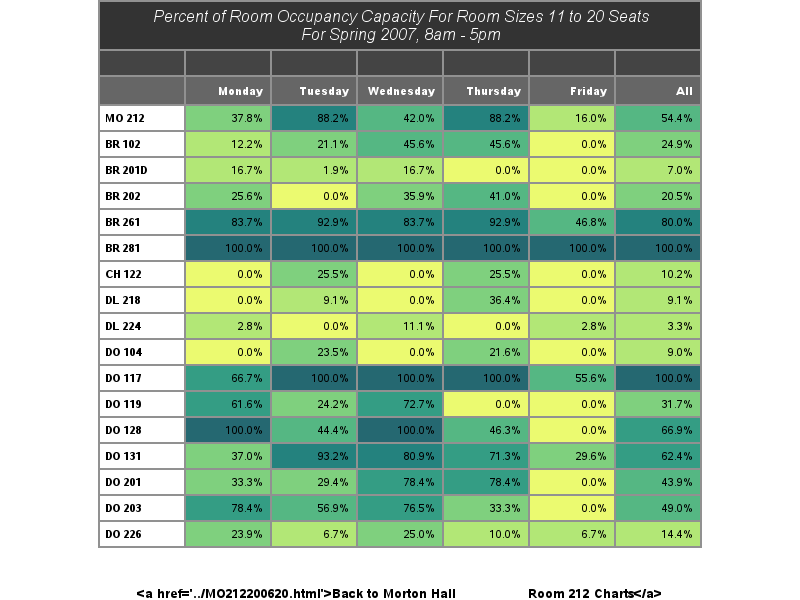 Percent of Room Occupancy Capacity For Room Sizes 11 to 20 Seats
For Spring 2007, 8am - 5pm
Monday Tuesday Wednesday Thursday Friday All
MO 212 37.8% 88.2% 42.0% 88.2% 16.0% 54.4%
BR 102 12.2% 21.1% 45.6% 45.6% 0.0% 24.9%
BR 201D 16.7% 1.9% 16.7% 0.0% 0.0% 7.0%
BR 202 25.6% 0.0% 35.9% 41.0% 0.0% 20.5%
BR 261 83.7% 92.9% 83.7% 92.9% 46.8% 80.0%
BR 281 100.0% 100.0% 100.0% 100.0% 100.0% 100.0%
CH 122 0.0% 25.5% 0.0% 25.5% 0.0% 10.2%
DL 218 0.0% 9.1% 0.0% 36.4% 0.0% 9.1%
DL 224 2.8% 0.0% 11.1% 0.0% 2.8% 3.3%
DO 104 0.0% 23.5% 0.0% 21.6% 0.0% 9.0%
DO 117 66.7% 100.0% 100.0% 100.0% 55.6% 100.0%
DO 119 61.6% 24.2% 72.7% 0.0% 0.0% 31.7%
DO 128 100.0% 44.4% 100.0% 46.3% 0.0% 66.9%
DO 131 37.0% 93.2% 80.9% 71.3% 29.6% 62.4%
DO 201 33.3% 29.4% 78.4% 78.4% 0.0% 43.9%
DO 203 78.4% 56.9% 76.5% 33.3% 0.0% 49.0%
DO 226 23.9% 6.7% 25.0% 10.0% 6.7% 14.4%
<a href='../MO212200620.html'>Back to Morton Hall Room 212 Charts</a>